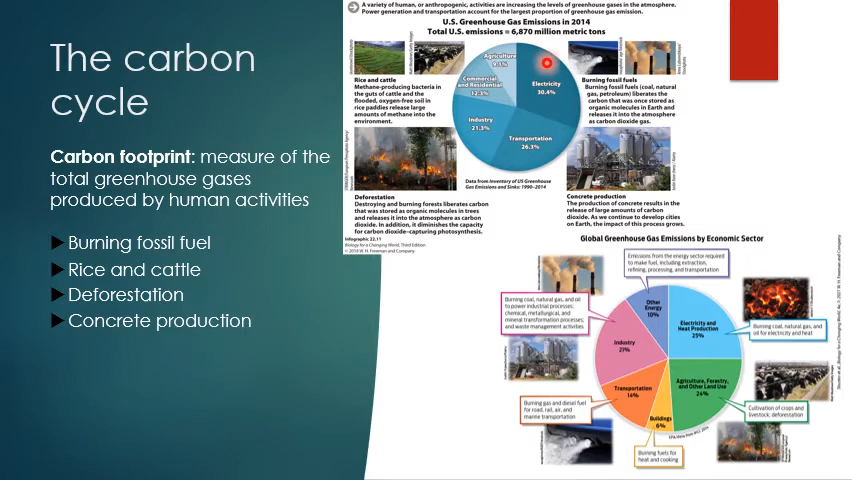 The carbon
cycle
Carbon footprint: measure of the
total greenhouse gases
produced by human activities
Burning fossil fuel
Rice and cattle
Deforestation
Concrete production
A variety of human, or anthropogenic, activities are increasing the levels of greenhouse gases in the atmosphere.
Power generation and transportation account for the largest proportion of greenhouse gas emission.
U.S. Greenhouse Gas Emissions in 2014
Total U.S. emissions = 6,870 million metric tons
Agriculture
9.3%
Commercial
and Residential
12.3%
Electricity
30.4%
Industry
21.3%
Transportation
26.3%
Rice and cattle
Methane-producing bacteria in
the guts of cattle and the
flooded, oxygen-free soil in
rice paddies release large
amounts of methane into the
environment.
Burning fossil fuels
Burning fossil fuels (coal, natural
gas, petroleum) liberates the
carbon that was once stored as
organic molecules in Earth and
releases it into the atmosphere
as carbon dioxide gas.
Data from Inventory of US Greenhouse
Gas Emissions and Sinks: 1990–2014
Deforestation
Destroying and burning forests liberates carbon
that was stored as organic molecules in trees
and releases it into the atmosphere as carbon
dioxide. In addition, it diminishes the capacity
for carbon dioxide–capturing photosynthesis.
Concrete production
The production of concrete results in the
release of large amounts of carbon
dioxide. As we continue to develop cities
on Earth, the impact of this process grows.
Infographic 22.11
Biology for a Changing World, Third Edition
© 2018 W. H. Freeman and Company
Global Greenhouse Gas Emissions by Economic Sector
Emissions from the energy sector required
to make fuel, including extraction,
refining, processing, and transportation
Burning coal, natural gas, and oil
to power industrial processes;
chemical, metallurgical, and
mineral transformation processes;
and waste management activities
Other
Energy
10%
Electricity and
Heat Production
25%
Burning coal, natural gas, and
oil for electricity and heat
Industry
21%
Transportation
14%
Agriculture, Forestry,
and Other Land Use
24%
Buildings
6%
Burning gas and diesel fuel
for road, rail, air, and
marine transportation
Cultivation of crops and
livestock; deforestation
Burning fuels for
heat and cooking